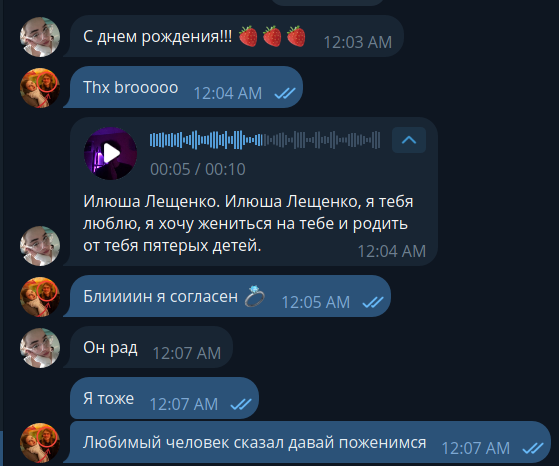 С днем рождения!!! 🍓🍓🍓 12:03 AM
Thx brooooo 12:04 AM
00:05 / 00:10
Илюша Лещенко. Илюша Лещенко, я тебя
люблю, я хочу жениться на тебе и родить
от тебя пятерых детей. 12:04 AM
Блиииин я согласен 💍 12:05 AM
Он рад 12:07 AM
Я тоже 12:07 AM
Любимый человек сказал давай поженимся 12:07 AM